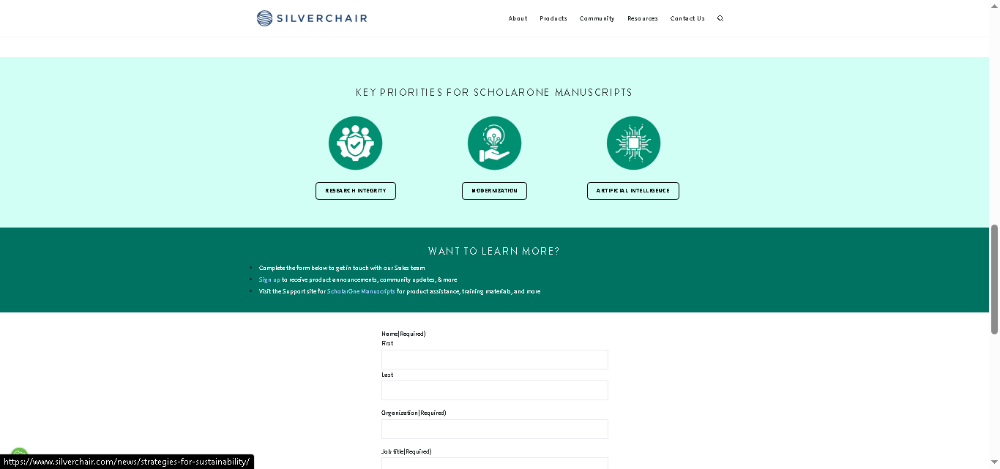 SILVERCHAIR
About Products Community Resources Contact Us
KEY PRIORITIES FOR SCHOLARONE MANUSCRIPTS
RESEARCH INTEGRITY MODERNIZATION ARTIFICIAL INTELLIGENCE
WANT TO LEARN MORE?
Complete the form below to get in touch with our Sales team
Sign up to receive product announcements, community updates, & more
Visit the Support site for ScholarOne Manuscripts for product assistance, training materials, and more
Name(Required)
First
Last
Organization(Required)
Job title(Required)
https://www.silverchair.com/news/strategies-for-sustainability/